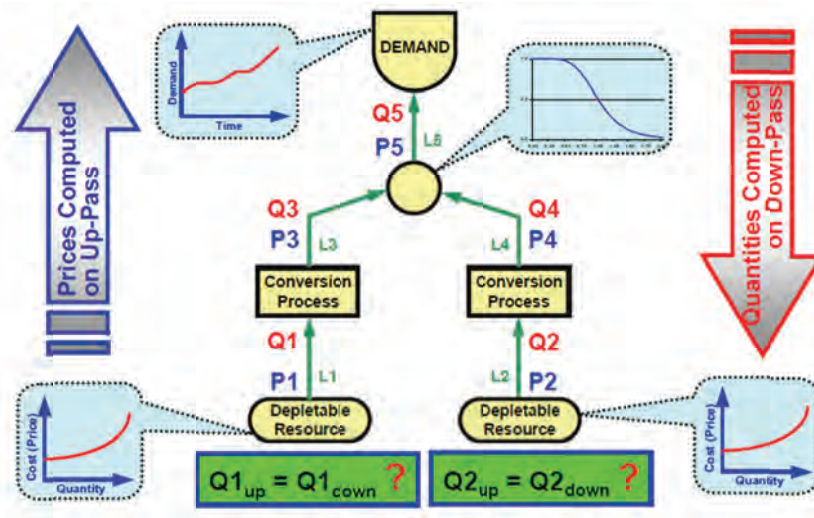 DEMAND
Demand
Time
Q5
P5
L5
Prices Computed
on Up-Pass
Quantities Computed
on Down-Pass
Q3
P3
L3
Q4
P4
L4
Conversion
Process
Conversion
Process
Q1
P1
L1
Q2
P2
L2
Depletable
Resource
Depletable
Resource
Cost (Price)
Quantity
Cost (Price)
Quantity
Q1up = Q1cown ?
Q2up = Q2down ?